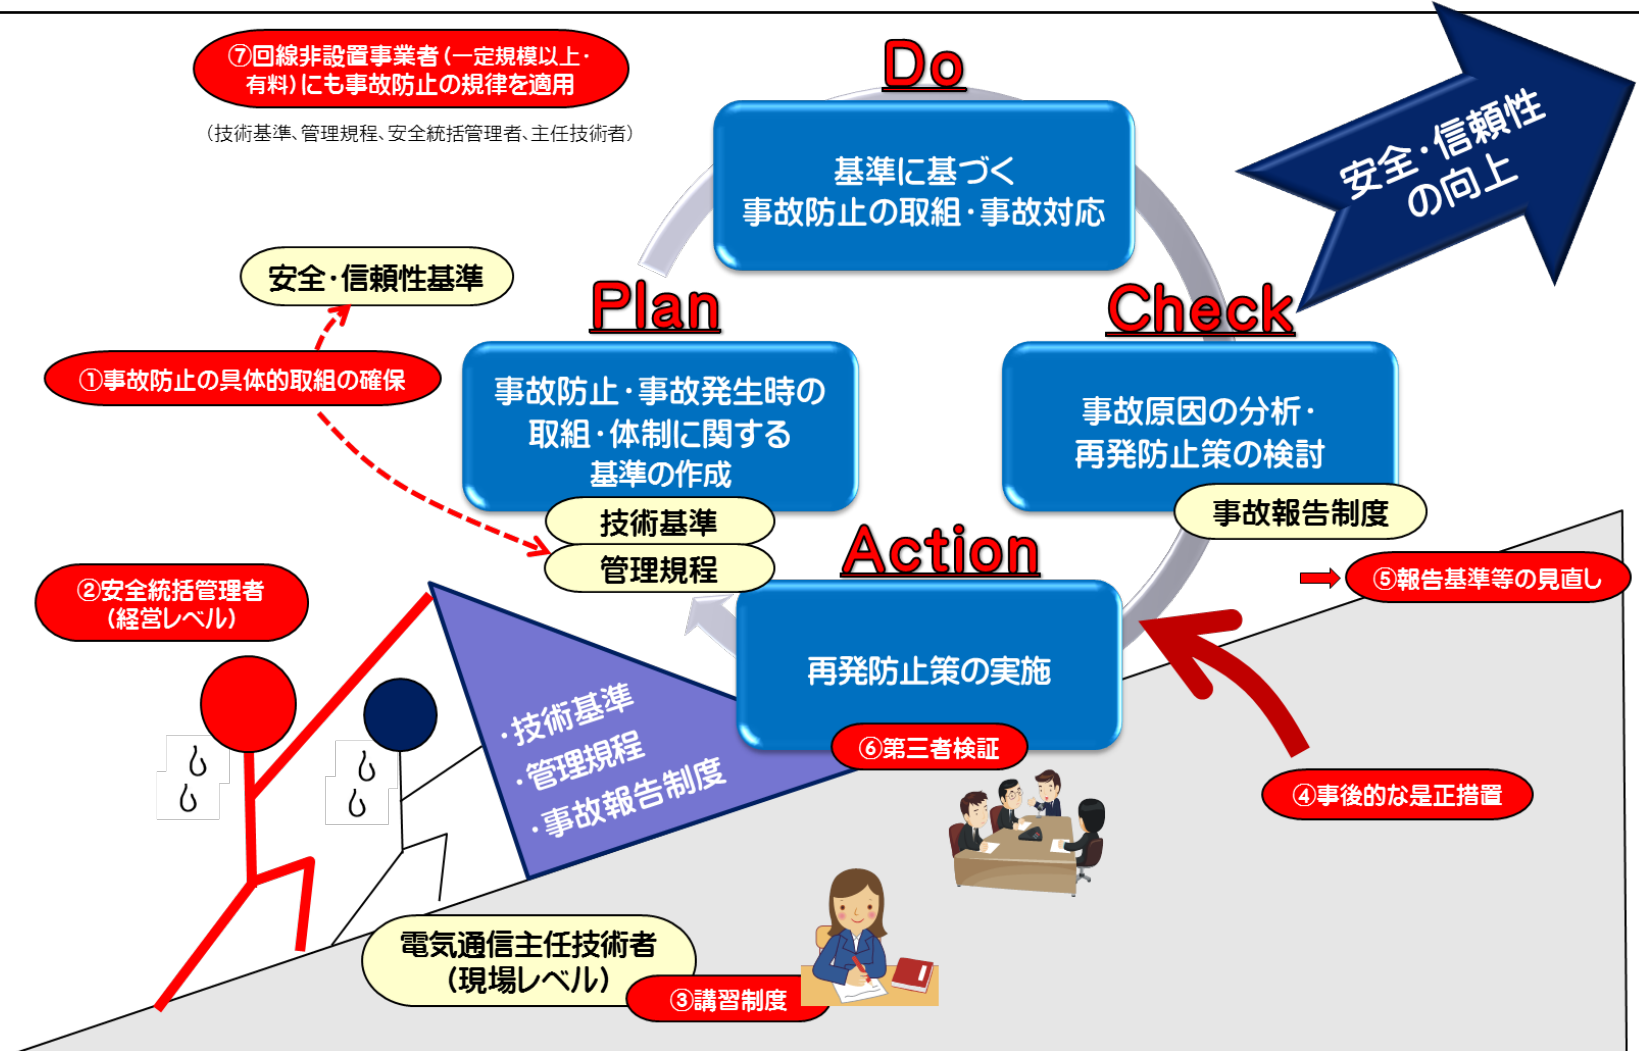 ⑦回線非設置事業者(一定規模以上・
有料)にも事故防止の規律を適用
(技術基準、管理規程、安全統括管理者、主任技術者)
Do
基準に基づく
事故防止の取組・事故対応
安全・信頼性
の向上
安全・信頼性基準
Plan
Check
①事故防止の具体的取組の確保
事故防止・事故発生時の
取組・体制に関する
基準の作成
事故原因の分析・
再発防止策の検討
技術基準
管理規程
事故報告制度
Action
②安全統括管理者
(経営レベル)
⑤報告基準等の見直し
再発防止策の実施
・技術基準
・管理規程
・事故報告制度
⑥第三者検証
④事後的な是正措置
電気通信主任技術者
(現場レベル)
③講習制度